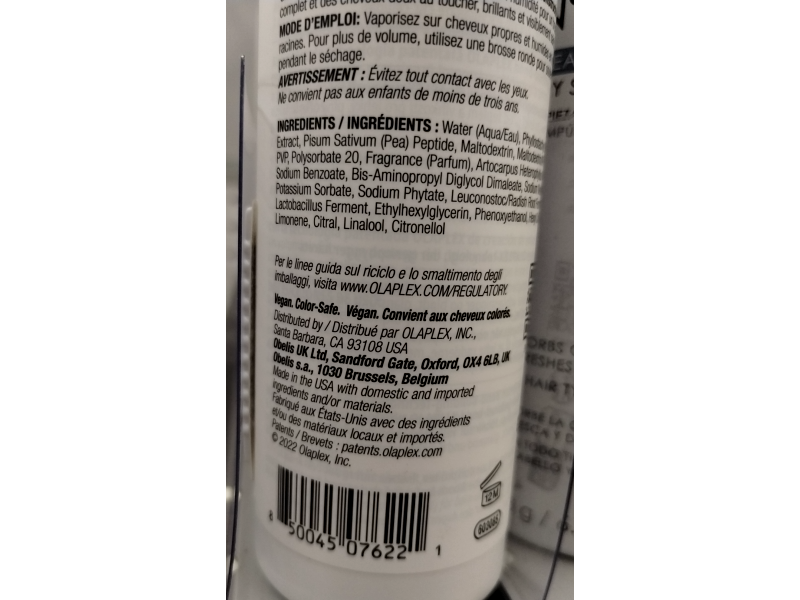 complet et des cheveux doux au toucher, brillants et visiblement
MODE D'EMPLOI: Vaporisez sur cheveux propres et humides
racines. Pour plus de volume, utilisez une brosse ronde pour
pendant le séchage.
AVERTISSEMENT : Évitez tout contact avec les yeux.
Ne convient pas aux enfants de moins de trois ans.
INGREDIENTS / INGRÉDIENTS : Water (Aqua/Eau),
Extract, Pisum Sativum (Pea) Peptide, Maltodextrin,
PVP, Polysorbate 20, Fragrance (Parfum), Artocarpus
Sodium Benzoate, Bis-Aminopropyl Diglycol Dimaleate, Sodium
Potassium Sorbate, Sodium Phytate, Leuconostoc/Radish Root
Lactobacillus Ferment, Ethylhexylglycerin, Phenoxyethanol,
Limonene, Citral, Linalool, Citronellol
Per le linee guida sul riciclo e lo smaltimento degli
imballaggi, visita WWW.OLAPLEX.COM/REGULATORY.
Vegan. Color-Safe. Végan. Convient aux cheveux colorés.
Distributed by / Distribué par OLAPLEX, INC.,
Santa Barbara, CA 93108 USA
Obelis UK Ltd, Sandford Gate, Oxford, OX4 6LB, UK
Obelis s.a., 1030 Brussels, Belgium
Made in the USA with domestic and imported
ingredients and/or materials.
Fabriqué aux États-Unis avec des ingrédients
et/ou des matériaux locaux et importés.
Patents / Brevets : patents.olaplex.com
© 2022 Olaplex, Inc.
12M
8 50045 07622 1